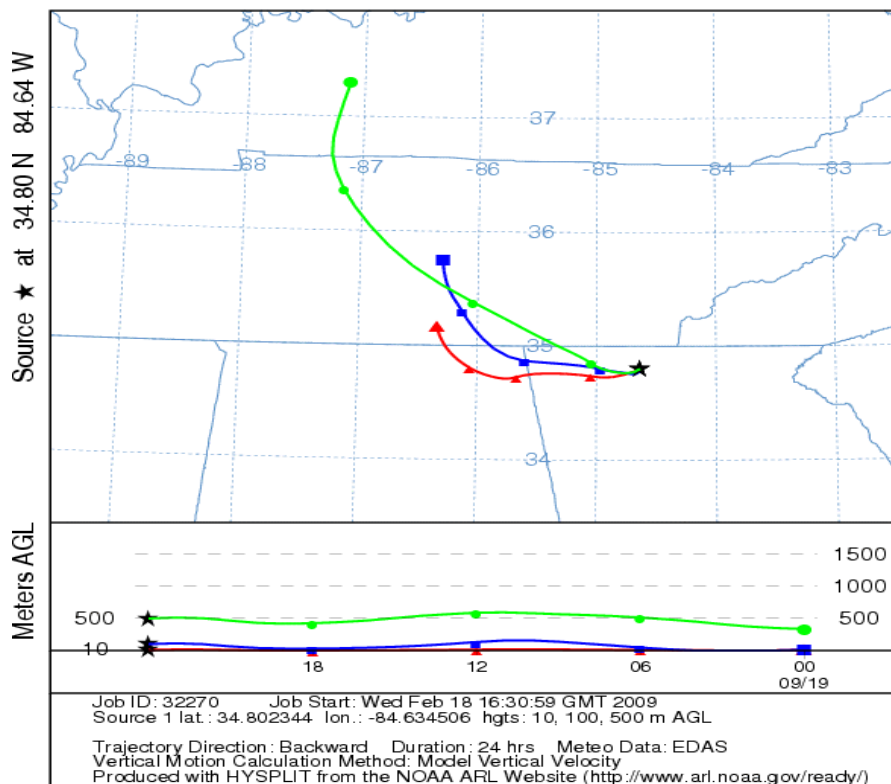 Source ★ at 34.80 N 84.64 W
37
-89 -88 -87 -86 -85 -84 -83
36
35
34
Meters AGL
1500
1000
500 500
10
18 12 06 00
09/19
Job ID: 32270 Job Start: Wed Feb 18 16:30:59 GMT 2009
Source 1 lat.: 34.802344 lon.: -84.634506 hgts: 10, 100, 500 m AGL
Trajectory Direction: Backward Duration: 24 hrs Meteo Data: EDAS
Vertical Motion Calculation Method: Model Vertical Velocity
Produced with HYSPLIT from the NOAA ARL Website (http://www.arl.noaa.gov/ready/)